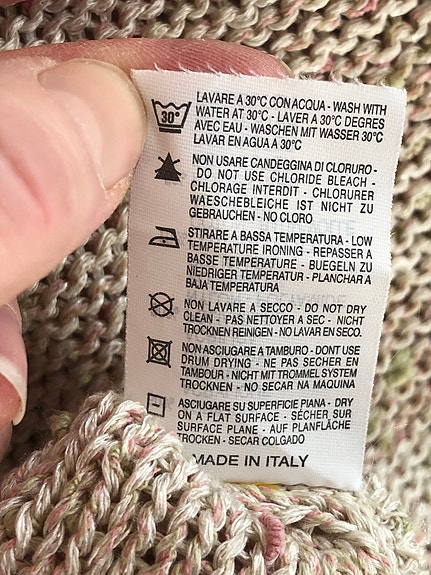 30°
LAVARE A 30°C CON ACQUA - WASH WITH
WATER AT 30°C - LAVER A 30°C DEGRES
AVEC EAU - WASCHEN MIT WASSER 30°C
LAVAR EN AGUA A 30°C
NON USARE CANDEGGINA DI CLORURO -
DO NOT USE CHLORIDE BLEACH -
CHLORAGE INTERDIT - CHLORURER
WAESCHEBLEICHE IST NICHT ZU
GEBRAUCHEN - NO CLORO
STIRARE A BASSA TEMPERATURA - LOW
TEMPERATURE IRONING - REPASSER A
BASSE TEMPERATURE - BUEGELN ZU
NIEDRIGER TEMPERATUR - PLANCHAR A
BAJA TEMPERATURA
NON LAVARE A SECCO - DO NOT DRY
CLEAN - PAS NETTOYER A SEC - NICHT
TROCKNEN REINIGEN - NO LAVAR EN SECO.
NON ASCIUGARE A TAMBURO - DONT USE
DRUM DRYING - NE PAS SECHER EN
TAMBOUR - NICHT MIT TROMMEL SYSTEM
TROCKNEN - NO SECAR NA MAQUINA
ASCIUGARE SU SUPERFICIE PIANA - DRY
ON A FLAT SURFACE - SÉCHER SUR
SURFACE PLANE - AUF PLANFLÄCHE
TROCKEN - SECAR COLGADO
MADE IN ITALY